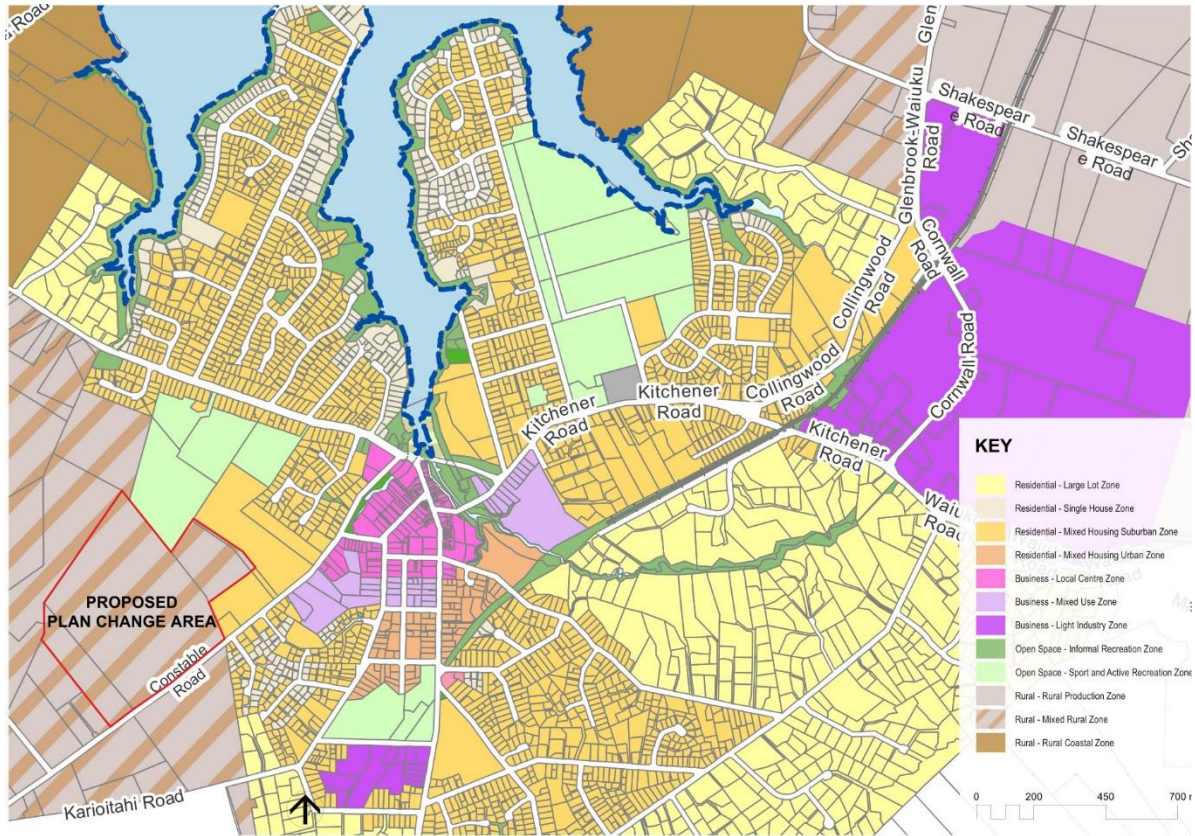 Road
Glenbrook-Waiuku
Road
Glen
Shakespear
e Road
Shakespear
e Road
Sh
Cornwall
Road
Collingwood
Road
Cornwall Road
Kitchener
Road
Kitchener
Road
Collingwood
Road
Kitchener
Road
Road
PROPOSED
PLAN CHANGE AREA
Constable
Road
Karioitahi Road
KEY
Residential - Large Lot Zone
Residential - Single House Zone
Residential - Mixed Housing Suburban Zone
Residential - Mixed Housing Urban Zone
Business - Local Centre Zone
Business - Mixed Use Zone
Business - Light Industry Zone
Open Space - Informal Recreation Zone
Open Space - Sport and Active Recreation Zone
Rural - Rural Production Zone
Rural - Mixed Rural Zone
Rural - Rural Coastal Zone
0 200 450 700 m